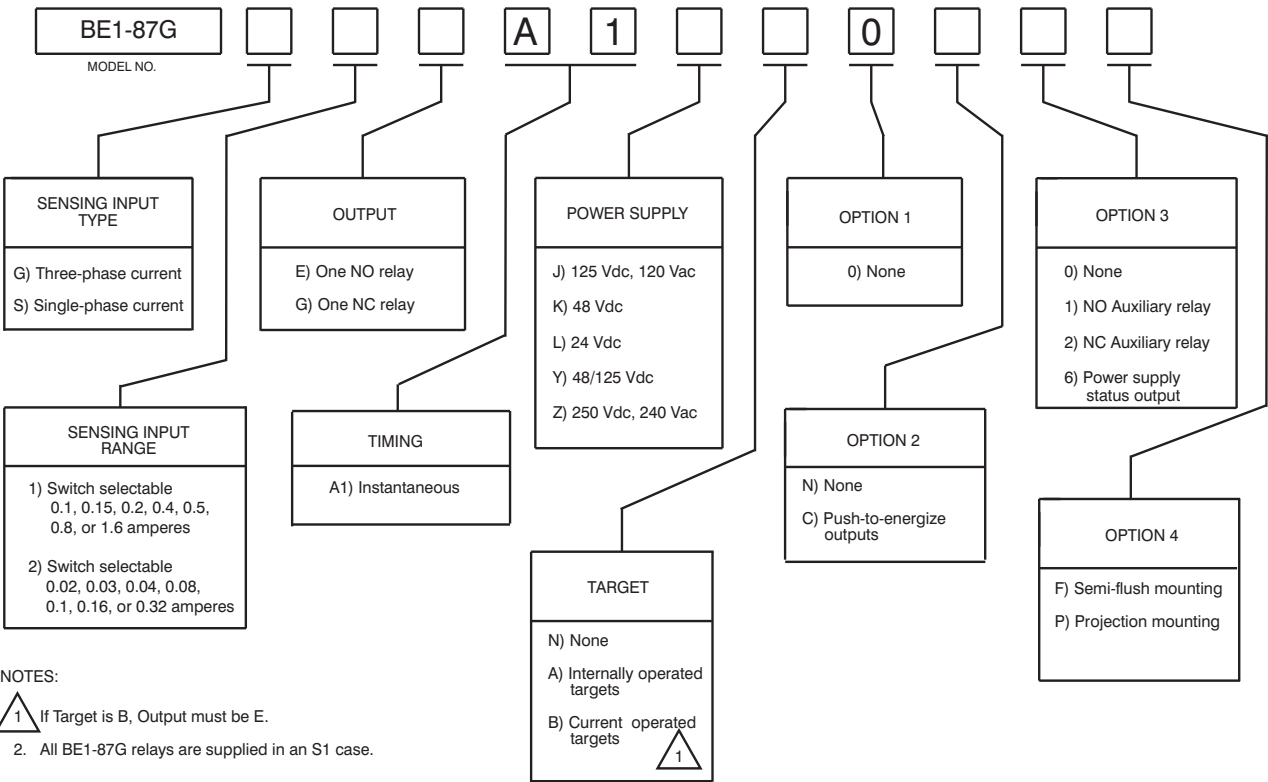 BE1-87G
A
1
0
MODEL NO.
SENSING INPUT
TYPE
G) Three-phase current
S) Single-phase current
OUTPUT
E) One NO relay
G) One NC relay
POWER SUPPLY
J) 125 Vdc, 120 Vac
K) 48 Vdc
L) 24 Vdc
Y) 48/125 Vdc
Z) 250 Vdc, 240 Vac
OPTION 1
0) None
OPTION 3
0) None
1) NO Auxiliary relay
2) NC Auxiliary relay
6) Power supply
status output
SENSING INPUT
RANGE
1) Switch selectable
0.1, 0.15, 0.2, 0.4, 0.5,
0.8, or 1.6 amperes
2) Switch selectable
0.02, 0.03, 0.04, 0.08,
0.1, 0.16, or 0.32 amperes
TIMING
A1) Instantaneous
OPTION 2
N) None
C) Push-to-energize
outputs
TARGET
N) None
A) Internally operated
targets
B) Current operated
targets
1
OPTION 4
F) Semi-flush mounting
P) Projection mounting
NOTES:
1 If Target is B, Output must be E.
2. All BE1-87G relays are supplied in an S1 case.